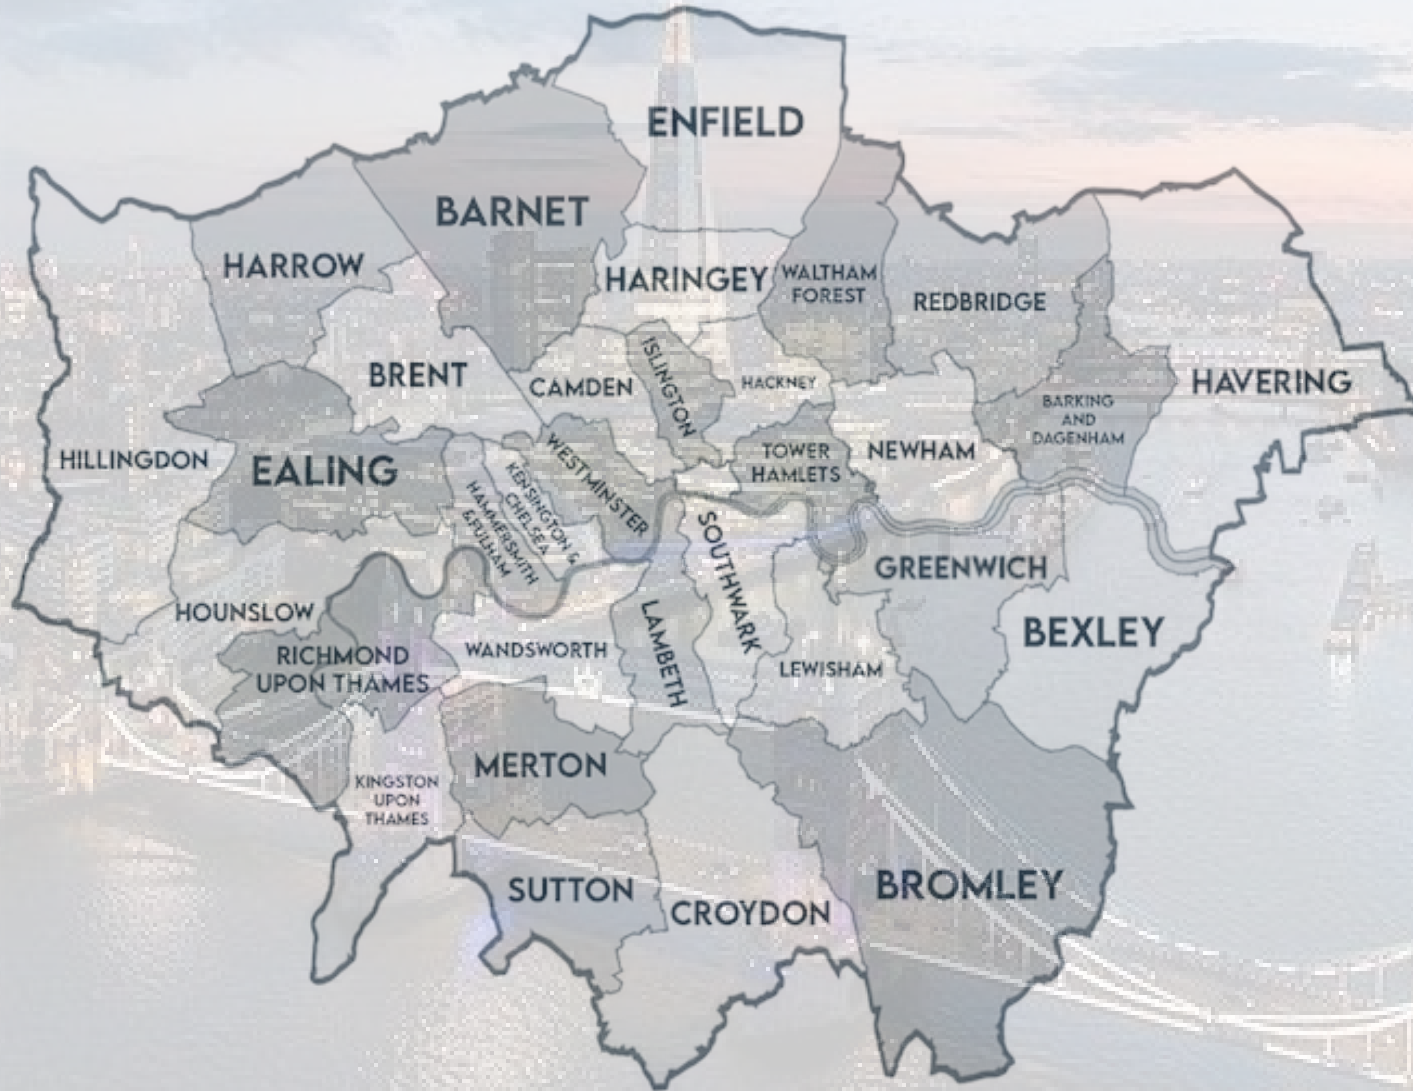 ENFIELD
BARNET
HARROW
HARINGEY
WALTHAM
FOREST
REDBRIDGE
BRENT
CAMDEN
ISLINGTON
HACKNEY
HAVERING
BARKING
AND
DAGENHAM
HILLINGDON
EALING
WESTMINSTER
TOWER
HAMLETS
NEWHAM
KENSINGTON &
CHELSEA
HAMMERSMITH
&FULHAM
SOUTHWARK
GREENWICH
HOUNSLOW
BEXLEY
RICHMOND
UPON THAMES
WANDSWORTH
LAMBETH
LEWISHAM
MERTON
KINGSTON
UPON
THAMES
SUTTON
CROYDON
BROMLEY